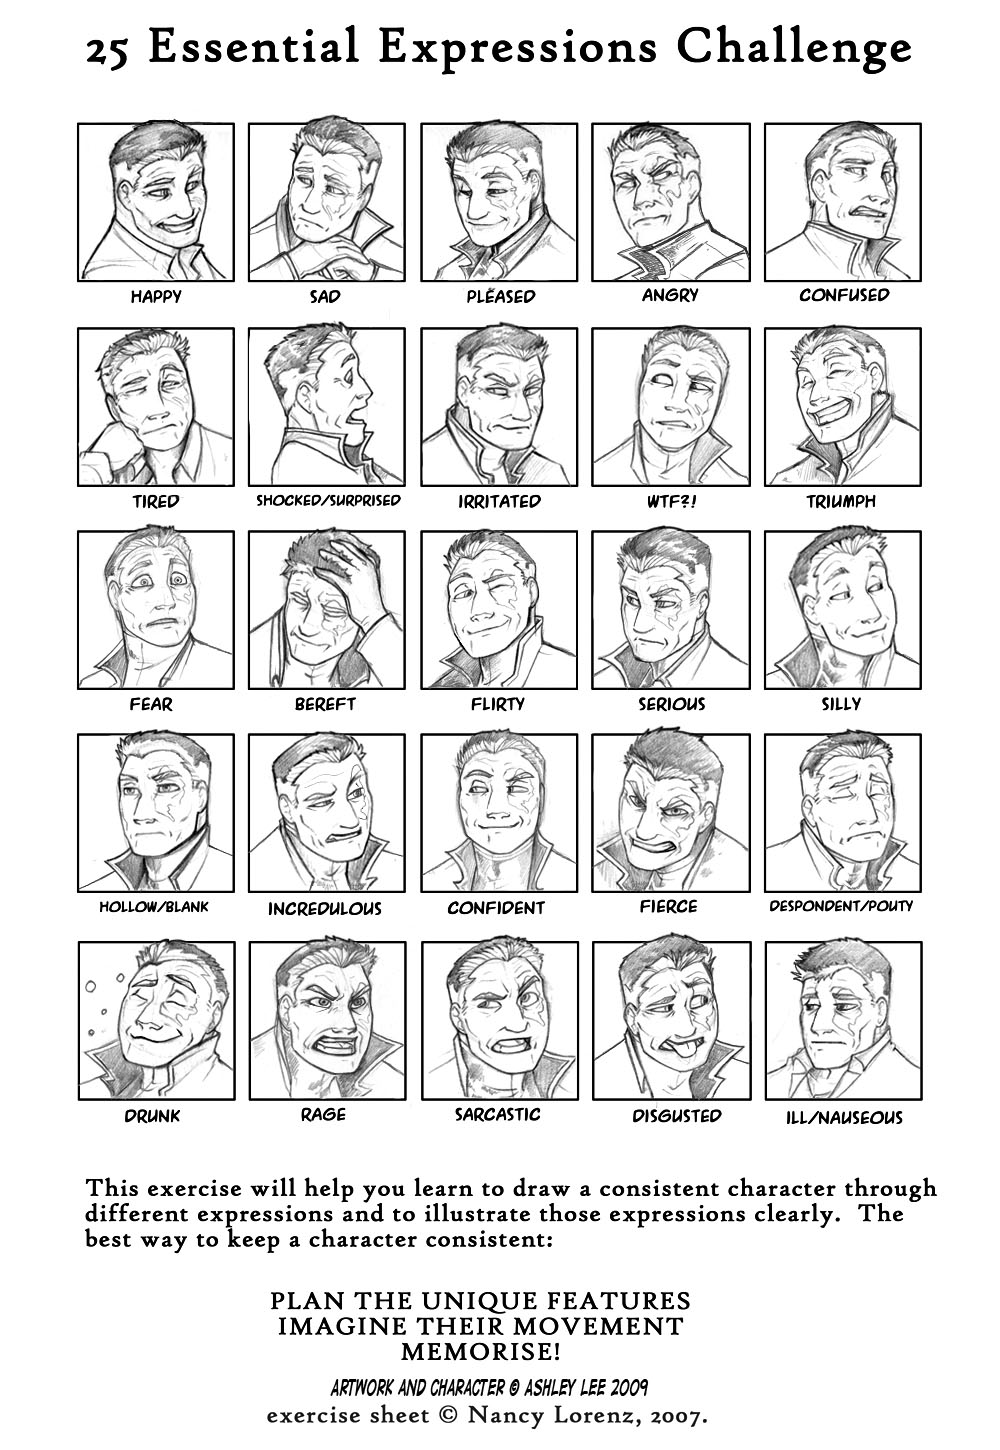 25 Essential Expressions Challenge
HAPPY
SAD
PLEASED
ANGRY
CONFUSED
TIRED
SHOCKED/SURPRISED
IRRITATED
WTF?!
TRIUMPH
FEAR
BEREFT
FLIRTY
SERIOUS
SILLY
HOLLOW/BLANK
INCREDULOUS
CONFIDENT
FIERCE
DESPONDENT/POUTY
DRUNK
RAGE
SARCASTIC
DISGUSTED
ILL/NAUSEOUS
This exercise will help you learn to draw a consistent character through
different expressions and to illustrate those expressions clearly. The
best way to keep a character consistent:
PLAN THE UNIQUE FEATURES
IMAGINE THEIR MOVEMENT
MEMORISE!
ARTWORK AND CHARACTER © ASHLEY LEE 2009
exercise sheet © Nancy Lorenz, 2007.